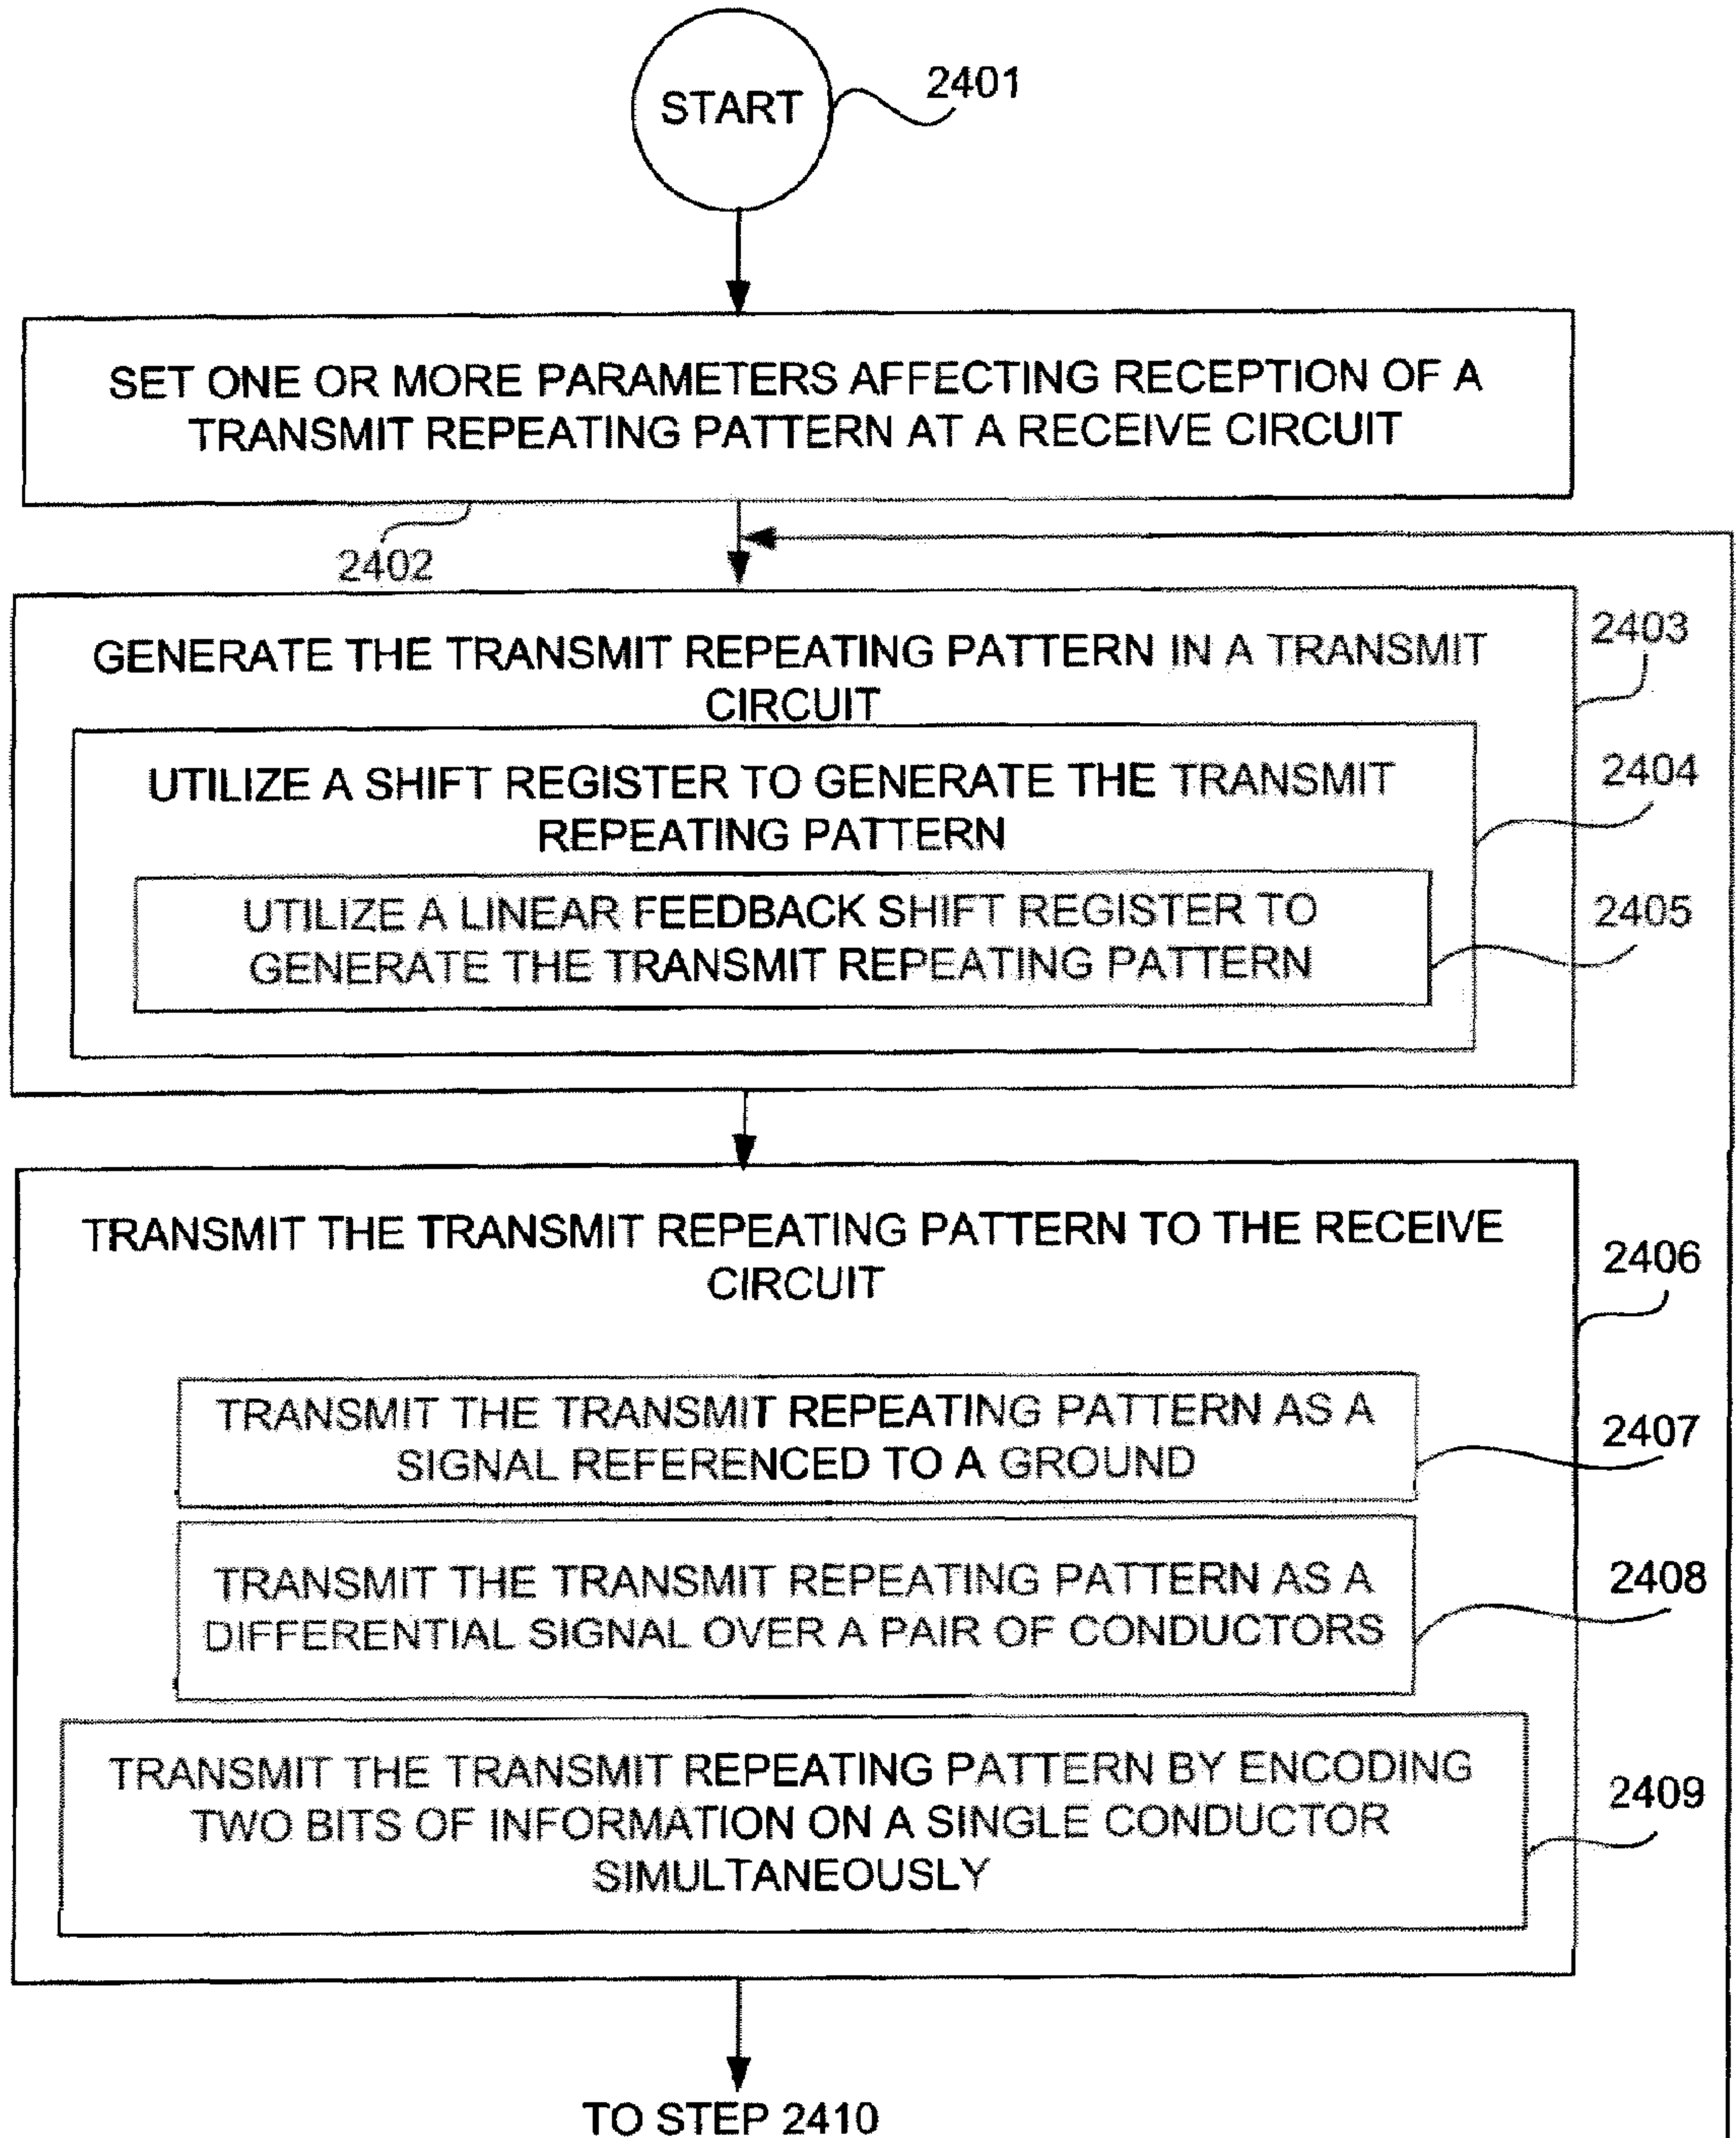 START
2401
SET ONE OR MORE PARAMETERS AFFECTING RECEPTION OF A
TRANSMIT REPEATING PATTERN AT A RECEIVE CIRCUIT
2402
GENERATE THE TRANSMIT REPEATING PATTERN IN A TRANSMIT
CIRCUIT
2403
UTILIZE A SHIFT REGISTER TO GENERATE THE TRANSMIT
REPEATING PATTERN
2404
UTILIZE A LINEAR FEEDBACK SHIFT REGISTER TO
GENERATE THE TRANSMIT REPEATING PATTERN
2405
TRANSMIT THE TRANSMIT REPEATING PATTERN TO THE RECEIVE
CIRCUIT
2406
TRANSMIT THE TRANSMIT REPEATING PATTERN AS A
SIGNAL REFERENCED TO A GROUND
2407
TRANSMIT THE TRANSMIT REPEATING PATTERN AS A
DIFFERENTIAL SIGNAL OVER A PAIR OF CONDUCTORS
2408
TRANSMIT THE TRANSMIT REPEATING PATTERN BY ENCODING
TWO BITS OF INFORMATION ON A SINGLE CONDUCTOR
SIMULTANEOUSLY
2409
TO STEP 2410